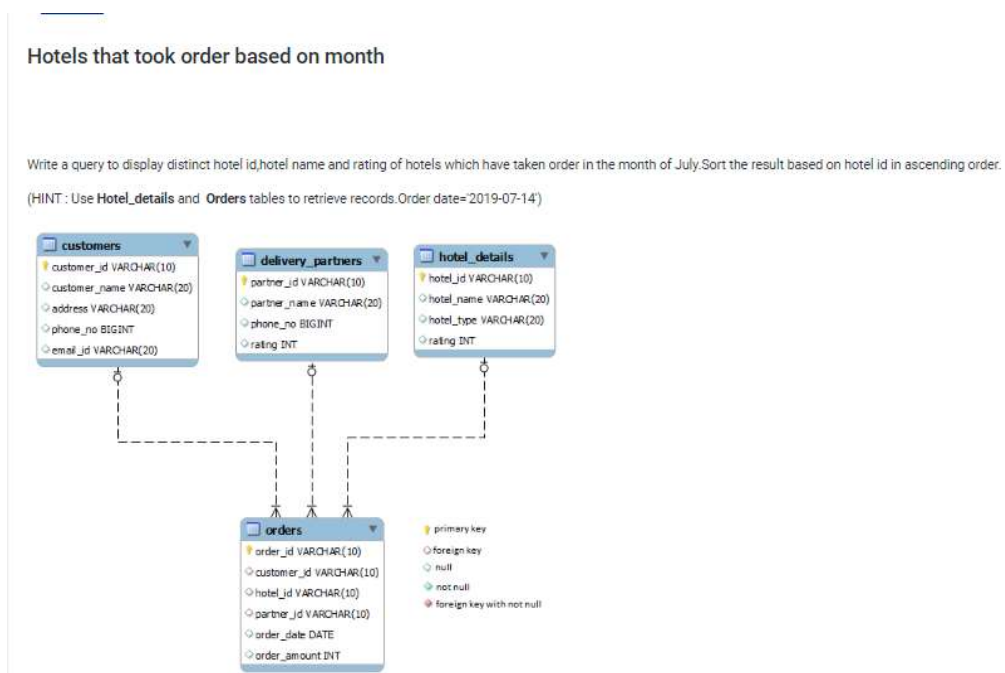 Hotels that took order based on month
Write a query to display distinct hotel id,hotel name and rating of hotels which have taken order in the month of July.Sort the result based on hotel id in ascending order.
(HINT : Use Hotel_details and Orders tables to retrieve records.Order date='2019-07-14')
customers
customer_id VARCHAR(10)
customer_name VARCHAR(20)
address VARCHAR(20)
phone_no BIGINT
email_id VARCHAR(20)
delivery_partners
partner_id VARCHAR(10)
partner_name VARCHAR(20)
phone_no BIGINT
rating INT
hotel_details
hotel_id VARCHAR(10)
hotel_name VARCHAR(20)
hotel_type VARCHAR(20)
rating INT
orders
order_id VARCHAR(10)
customer_id VARCHAR(10)
hotel_id VARCHAR(10)
partner_id VARCHAR(10)
order_date DATE
order_amount INT
primary key
foreign key
null
not null
foreign key with not null